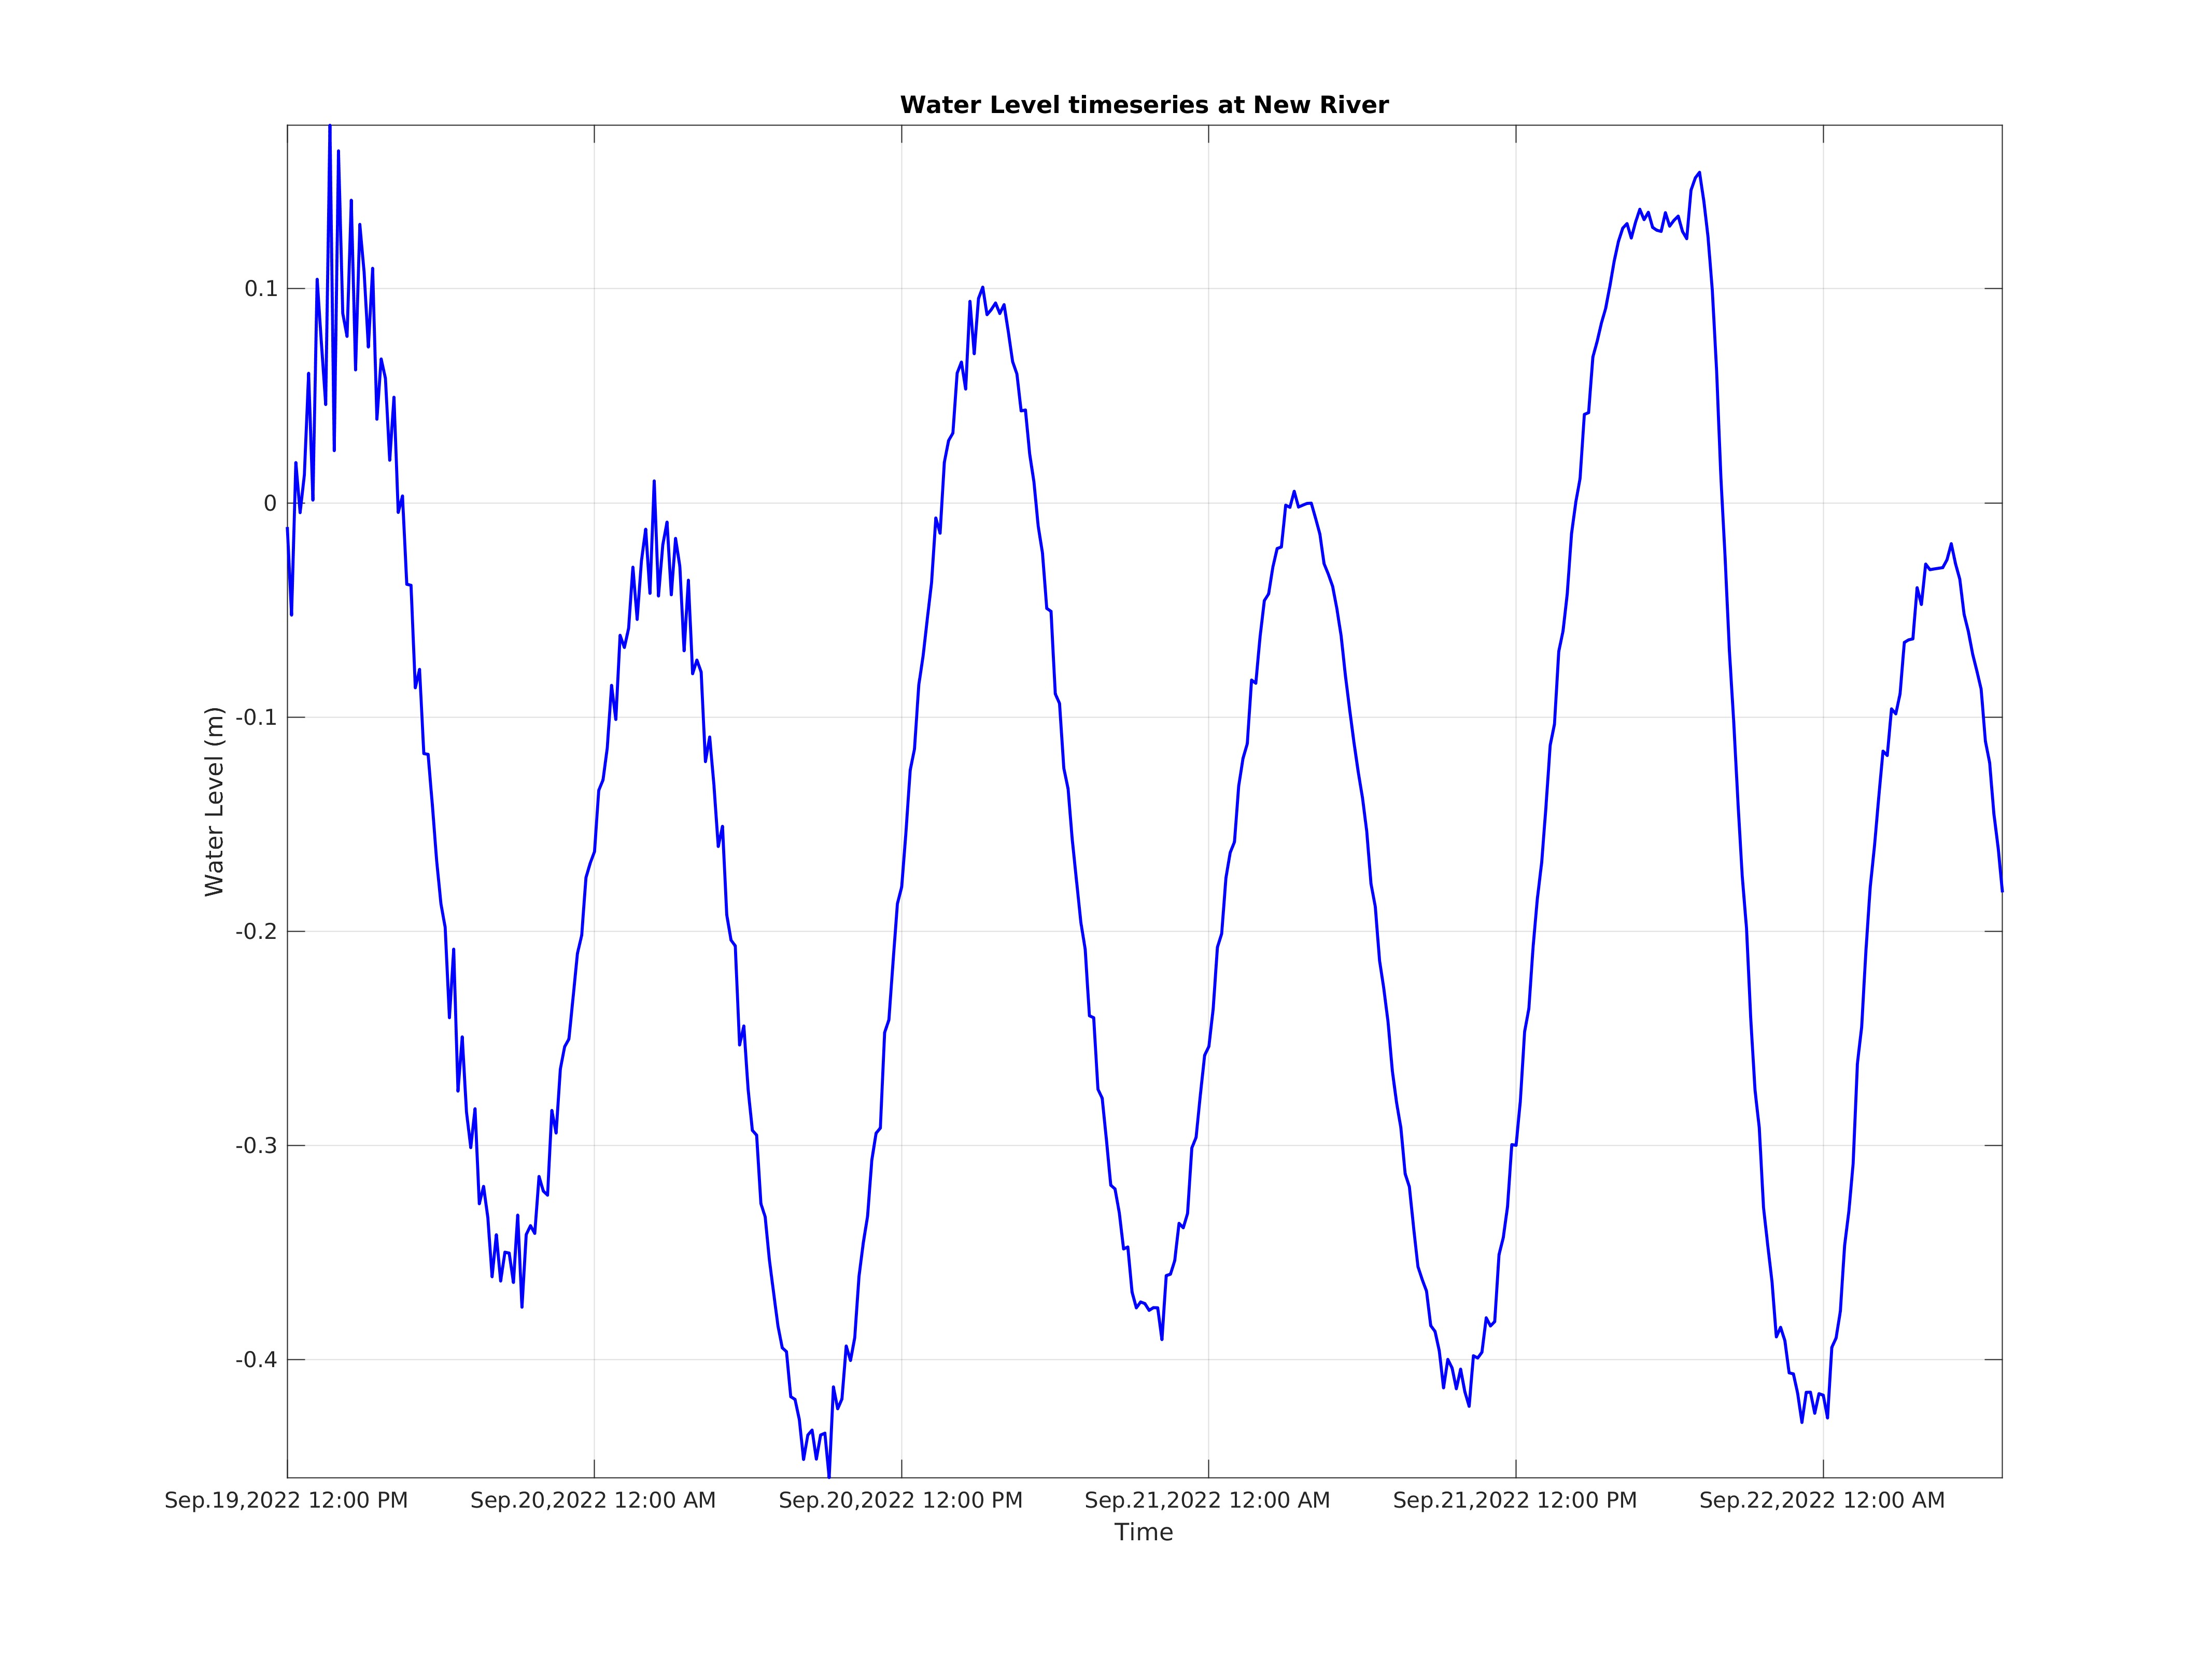 Water Level timeseries at New River
0.1
0
-0.1
-0.2
-0.3
-0.4
Water Level (m)
Sep.19,2022 12:00 PM Sep.20,2022 12:00 AM Sep.20,2022 12:00 PM Sep.21,2022 12:00 AM Sep.21,2022 12:00 PM Sep.22,2022 12:00 AM
Time